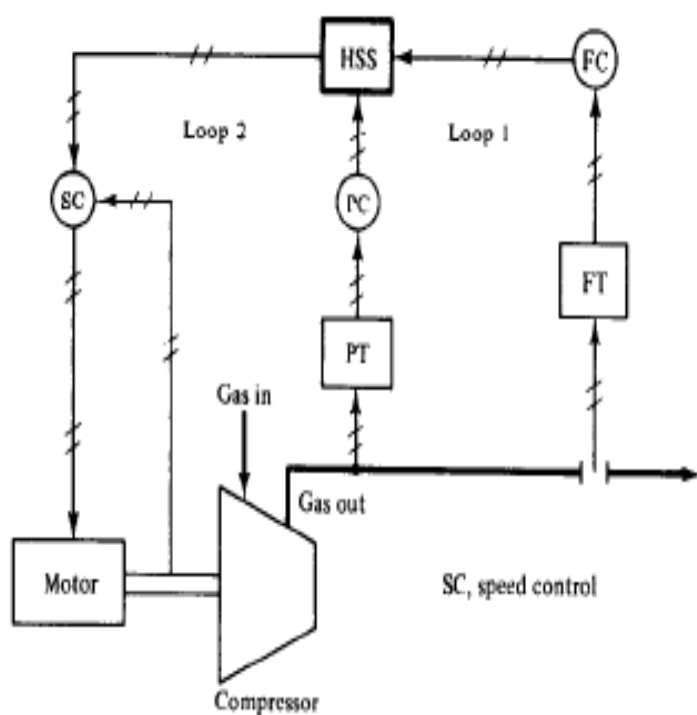 HSS
FC
Loop 2
Loop 1
SC
PC
FT
PT
Gas in
Gas out
Motor
SC, speed control
Compressor